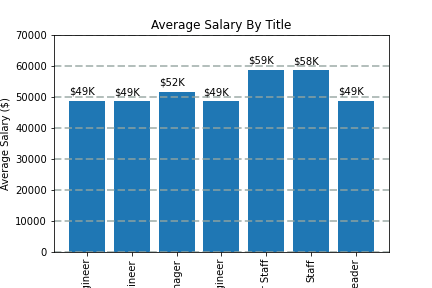 Average Salary By Title
Average Salary ($)
70000
60000
50000
40000
30000
20000
10000
0
$49K
$49K
$52K
$49K
$59K
$58K
$49K
gineer
ineer
nager
gineer
r Staff
Staff
eader